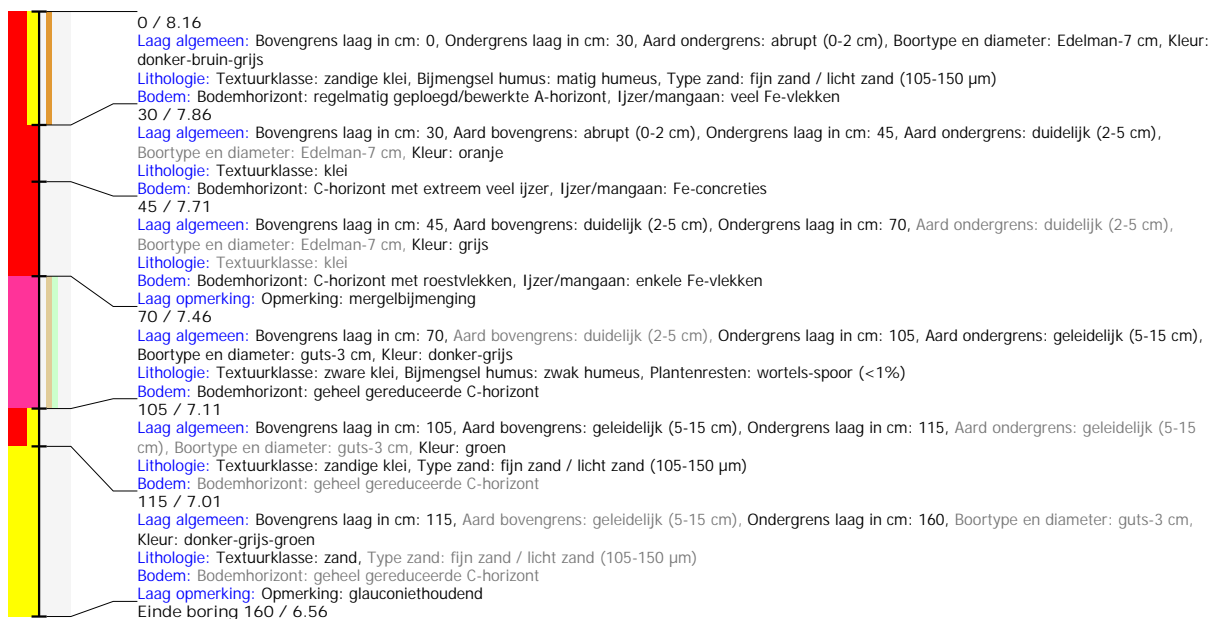 0 / 8.16
Laag algemeen: Bovengrens laag in cm: 0, Ondergrens laag in cm: 30, Aard ondergrens: abrupt (0-2 cm), Boortype en diameter: Edelman-7 cm, Kleur:
donker-bruin-grijs
Lithologie: Textuurklasse: zandige klei, Bijmengsel humus: matig humeus, Type zand: fijn zand / licht zand (105-150 µm)
Bodem: Bodemhorizont: regelmatig geploegd/bewerkte A-horizont, Ijzer/mangaan: veel Fe-vlekken
30 / 7.86
Laag algemeen: Bovengrens laag in cm: 30, Aard bovengrens: abrupt (0-2 cm), Ondergrens laag in cm: 45, Aard ondergrens: duidelijk (2-5 cm),
Boortype en diameter: Edelman-7 cm, Kleur: oranje
Lithologie: Textuurklasse: klei
Bodem: Bodemhorizont: C-horizont met extreem veel ijzer, Ijzer/mangaan: Fe-concreties
45 / 7.71
Laag algemeen: Bovengrens laag in cm: 45, Aard bovengrens: duidelijk (2-5 cm), Ondergrens laag in cm: 70, Aard ondergrens: duidelijk (2-5 cm),
Boortype en diameter: Edelman-7 cm, Kleur: grijs
Lithologie: Textuurklasse: klei
Bodem: Bodemhorizont: C-horizont met roestvlekken, Ijzer/mangaan: enkele Fe-vlekken
Laag opmerking: Opmerking: mergelbijmenging
70 / 7.46
Laag algemeen: Bovengrens laag in cm: 70, Aard bovengrens: duidelijk (2-5 cm), Ondergrens laag in cm: 105, Aard ondergrens: geleidelijk (5-15 cm),
Boortype en diameter: guts-3 cm, Kleur: donker-grijs
Lithologie: Textuurklasse: zware klei, Bijmengsel humus: zwak humeus, Plantenresten: wortels-spoor (<1%)
Bodem: Bodemhorizont: geheel gereduceerde C-horizont
105 / 7.11
Laag algemeen: Bovengrens laag in cm: 105, Aard bovengrens: geleidelijk (5-15 cm), Ondergrens laag in cm: 115, Aard ondergrens: geleidelijk (5-15
cm), Boortype en diameter: guts-3 cm, Kleur: groen
Lithologie: Textuurklasse: zandige klei, Type zand: fijn zand / licht zand (105-150 µm)
Bodem: Bodemhorizont: geheel gereduceerde C-horizont
115 / 7.01
Laag algemeen: Bovengrens laag in cm: 115, Aard bovengrens: geleidelijk (5-15 cm), Ondergrens laag in cm: 160, Boortype en diameter: guts-3 cm,
Kleur: donker-grijs-groen
Lithologie: Textuurklasse: zand, Type zand: fijn zand / licht zand (105-150 µm)
Bodem: Bodemhorizont: geheel gereduceerde C-horizont
Laag opmerking: Opmerking: glauconiethoudend
Einde boring 160 / 6.56